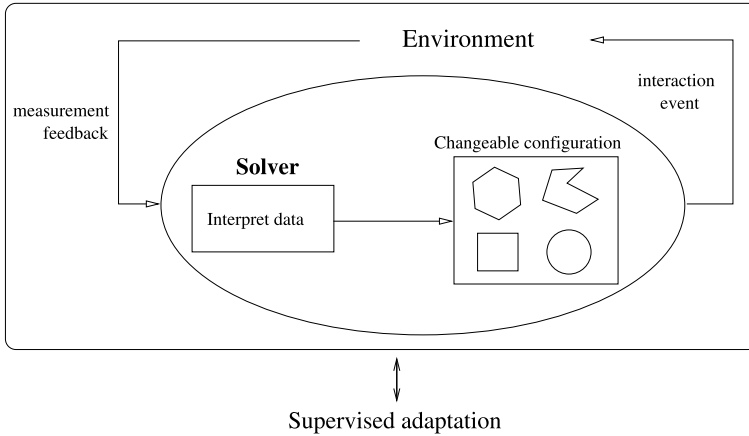 Environment
measurement
feedback
interaction
event
Changeable configuration
Solver
Interpret data
Supervised adaptation